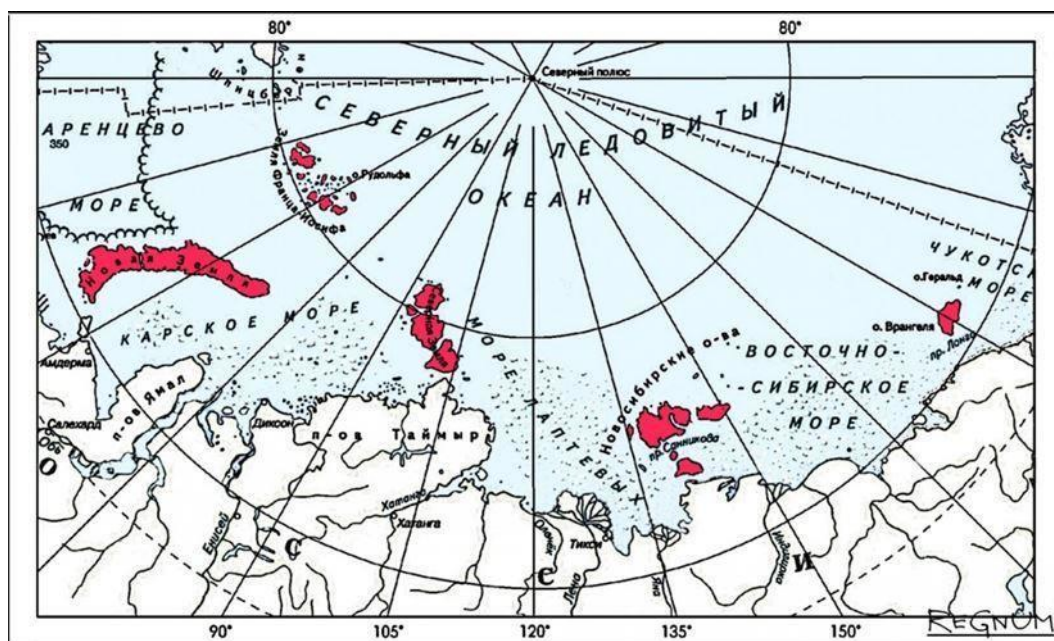 80°
80°
Северный полюс
Шпицберген
СЕВЕРНЫЙ ЛЕДОВИТЫЙ
ОКЕАН
АРЕНЦЕВО
350
МОРЕ
Земля Франца-Иосифа
Рудольфа
Новая Земля
КАРСКОЕ МОРЕ
Северная Земля
МОРЕ ЛАПТЕВЫХ
Новосибирские о-ва
пр. Санникова
ВОСТОЧНО-
-СИБИРСКОЕ
МОРЕ
ЧУКОТСК
МОРЕ
о.Геральд
о. Врангеля
пр. Лонга
Амдерма
п-ов Ямал
Салехард
Обь
Диксон
п-ов Таймыр
Хатанга
Хатанга
Енисей
Тикси
Лена
Яна
Индигирка
О
С
С
И
90°
105°
120°
135°
150°
REGNUM